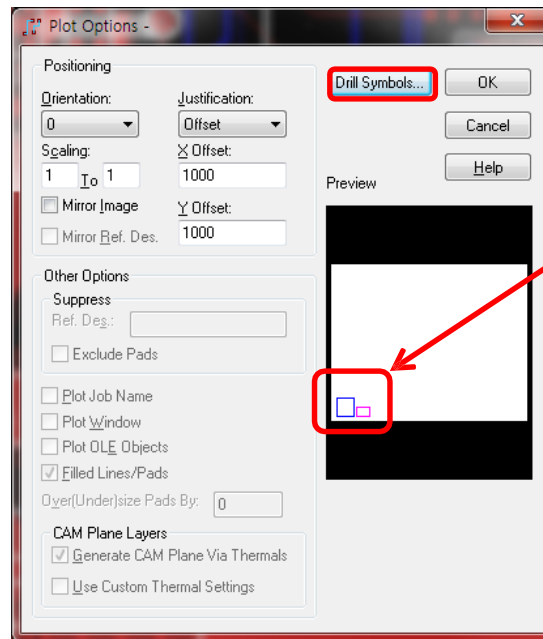 Plot Options -
x
Positioning
Orientation:
Justification:
0
Offset
Scaling:
X Offset:
1 To 1
1000
Mirror Image
Y Offset:
Mirror Ref. Des.
1000
Drill Symbols...
OK
Cancel
Help
Preview
Other Options
Suppress
Ref. Des.:
Exclude Pads
Plot Job Name
Plot Window
Plot OLE Objects
Filled Lines/Pads
Over(Under)size Pads By:
0
CAM Plane Layers
Generate CAM Plane Via Thermals
Use Custom Thermal Settings